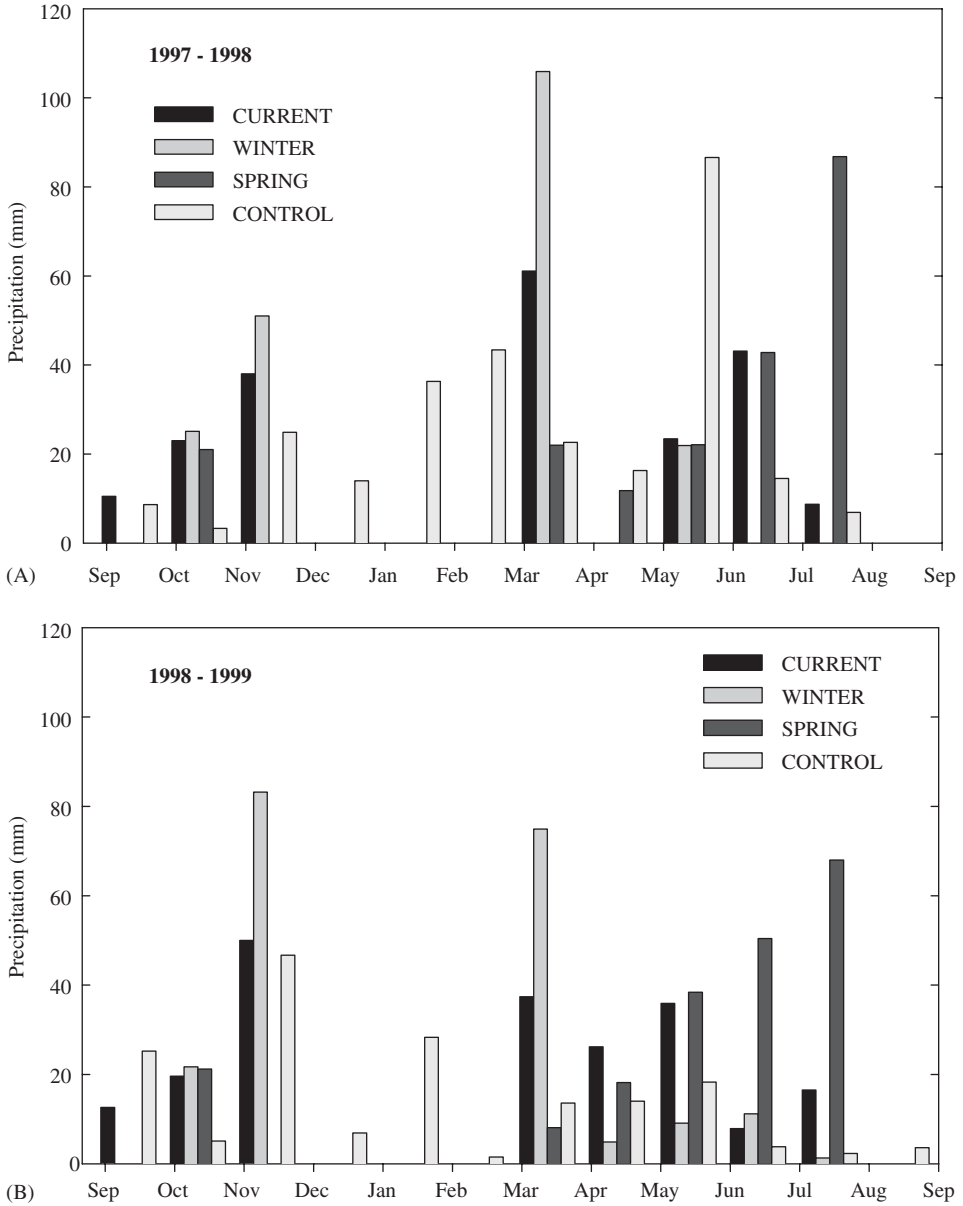 120
1997 - 1998
100
CURRENT
WINTER
SPRING
CONTROL
80
60
40
20
0
Precipitation (mm)
(A) Sep Oct Nov Dec Jan Feb Mar Apr May Jun Jul Aug Sep
120
1998 - 1999
CURRENT
WINTER
SPRING
CONTROL
100
80
60
40
20
0
Precipitation (mm)
(B) Sep Oct Nov Dec Jan Feb Mar Apr May Jun Jul Aug Sep